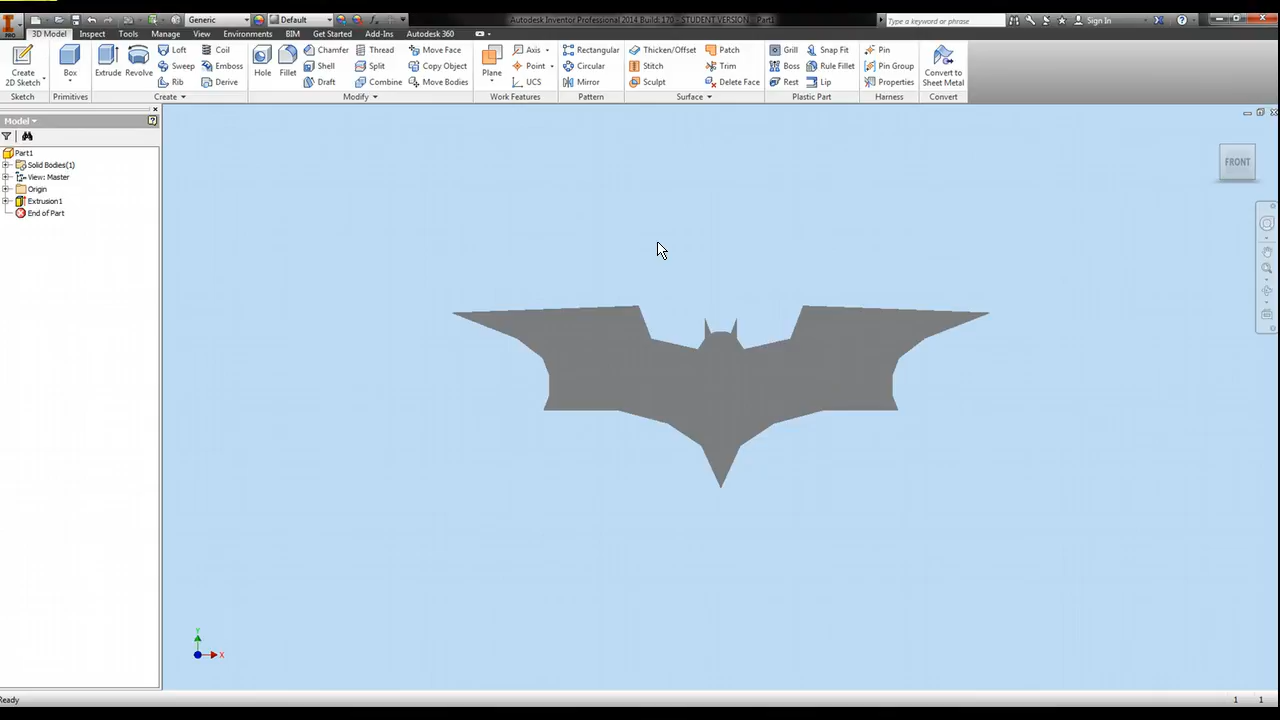 Generic
Default
Autodesk Inventor Professional 2014 Build: 170 - STUDENT VERSION Part1
Type a keyword or phrase
Sign In
PRO
3D Model Inspect Tools Manage View Environments BIM Get Started Add-Ins Autodesk 360
Create
2D Sketch
Box
Extrude
Revolve
Loft
Sweep
Rib
Coil
Emboss
Derive
Hole
Fillet
Chamfer
Shell
Draft
Thread
Split
Combine
Move Face
Copy Object
Move Bodies
Plane
Axis
Point
UCS
Rectangular
Circular
Mirror
Thicken/Offset
Stitch
Sculpt
Patch
Trim
Delete Face
Grill
Boss
Rest
Snap Fit
Rule Fillet
Lip
Pin
Pin Group
Properties
Convert to
Sheet Metal
Sketch Primitives Create Modify Work Features Pattern Surface Plastic Part Harness Convert
Model
Part1
Solid Bodies(1)
View: Master
Origin
Extrusion1
End of Part
FRONT
Y
X
Ready
1 1